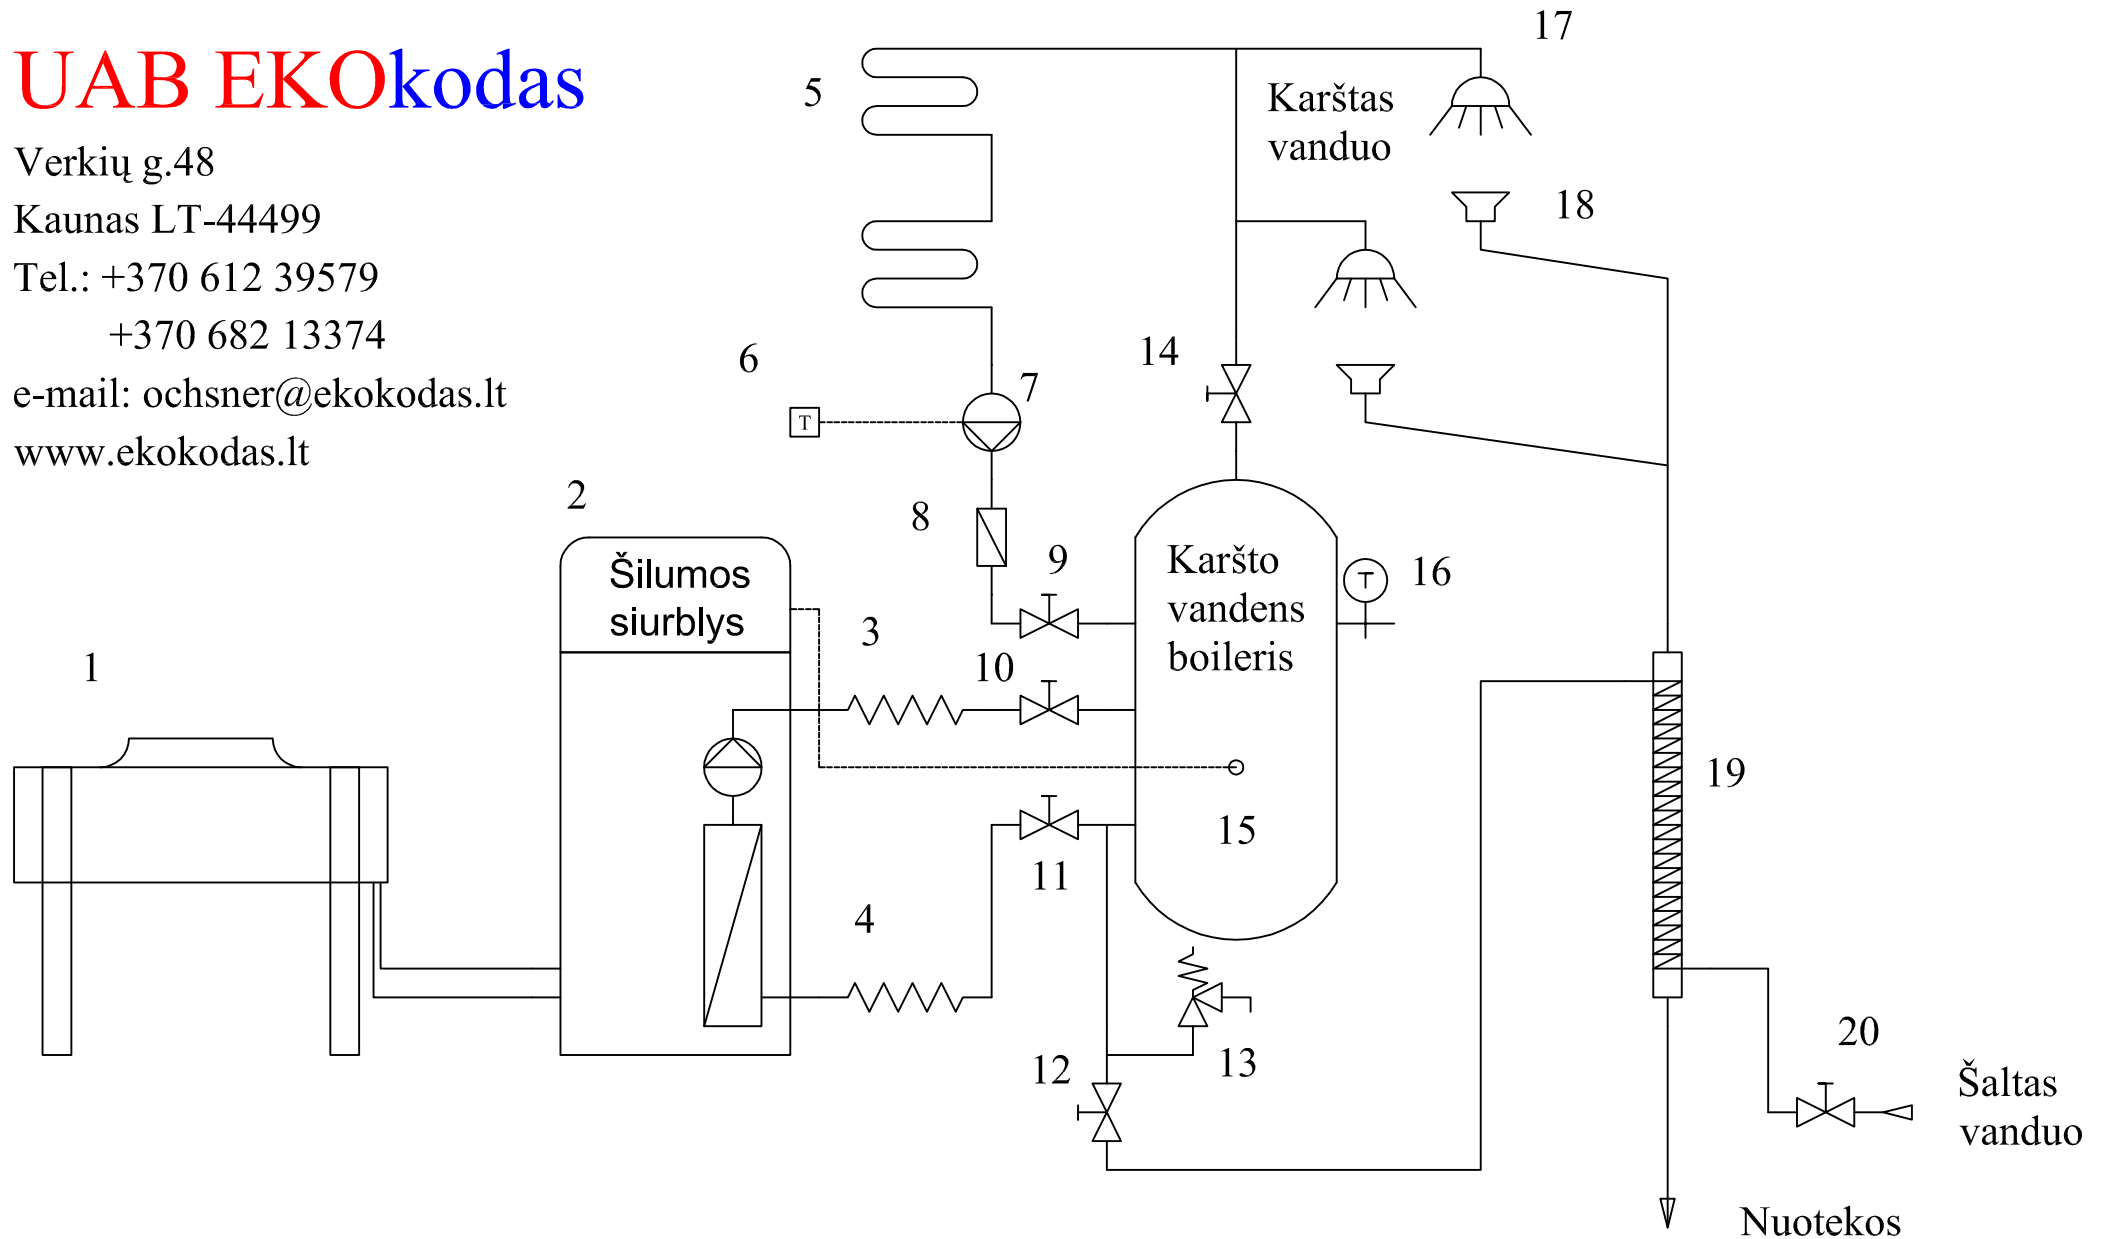 UAB EKOkodas
Verkių g.48
Kaunas LT-44499
Tel.: +370 612 39579
+370 682 13374
e-mail: ochsner@ekokodas.lt
www.ekokodas.lt
17
5
Karštas
vanduo
18
6
7
14
T
2
8
9
Šilumos
siurblys
Karšto
vandens
boileris
T
16
3
10
1
19
15
11
4
12
13
20
Šaltas
vanduo
Nuotekos